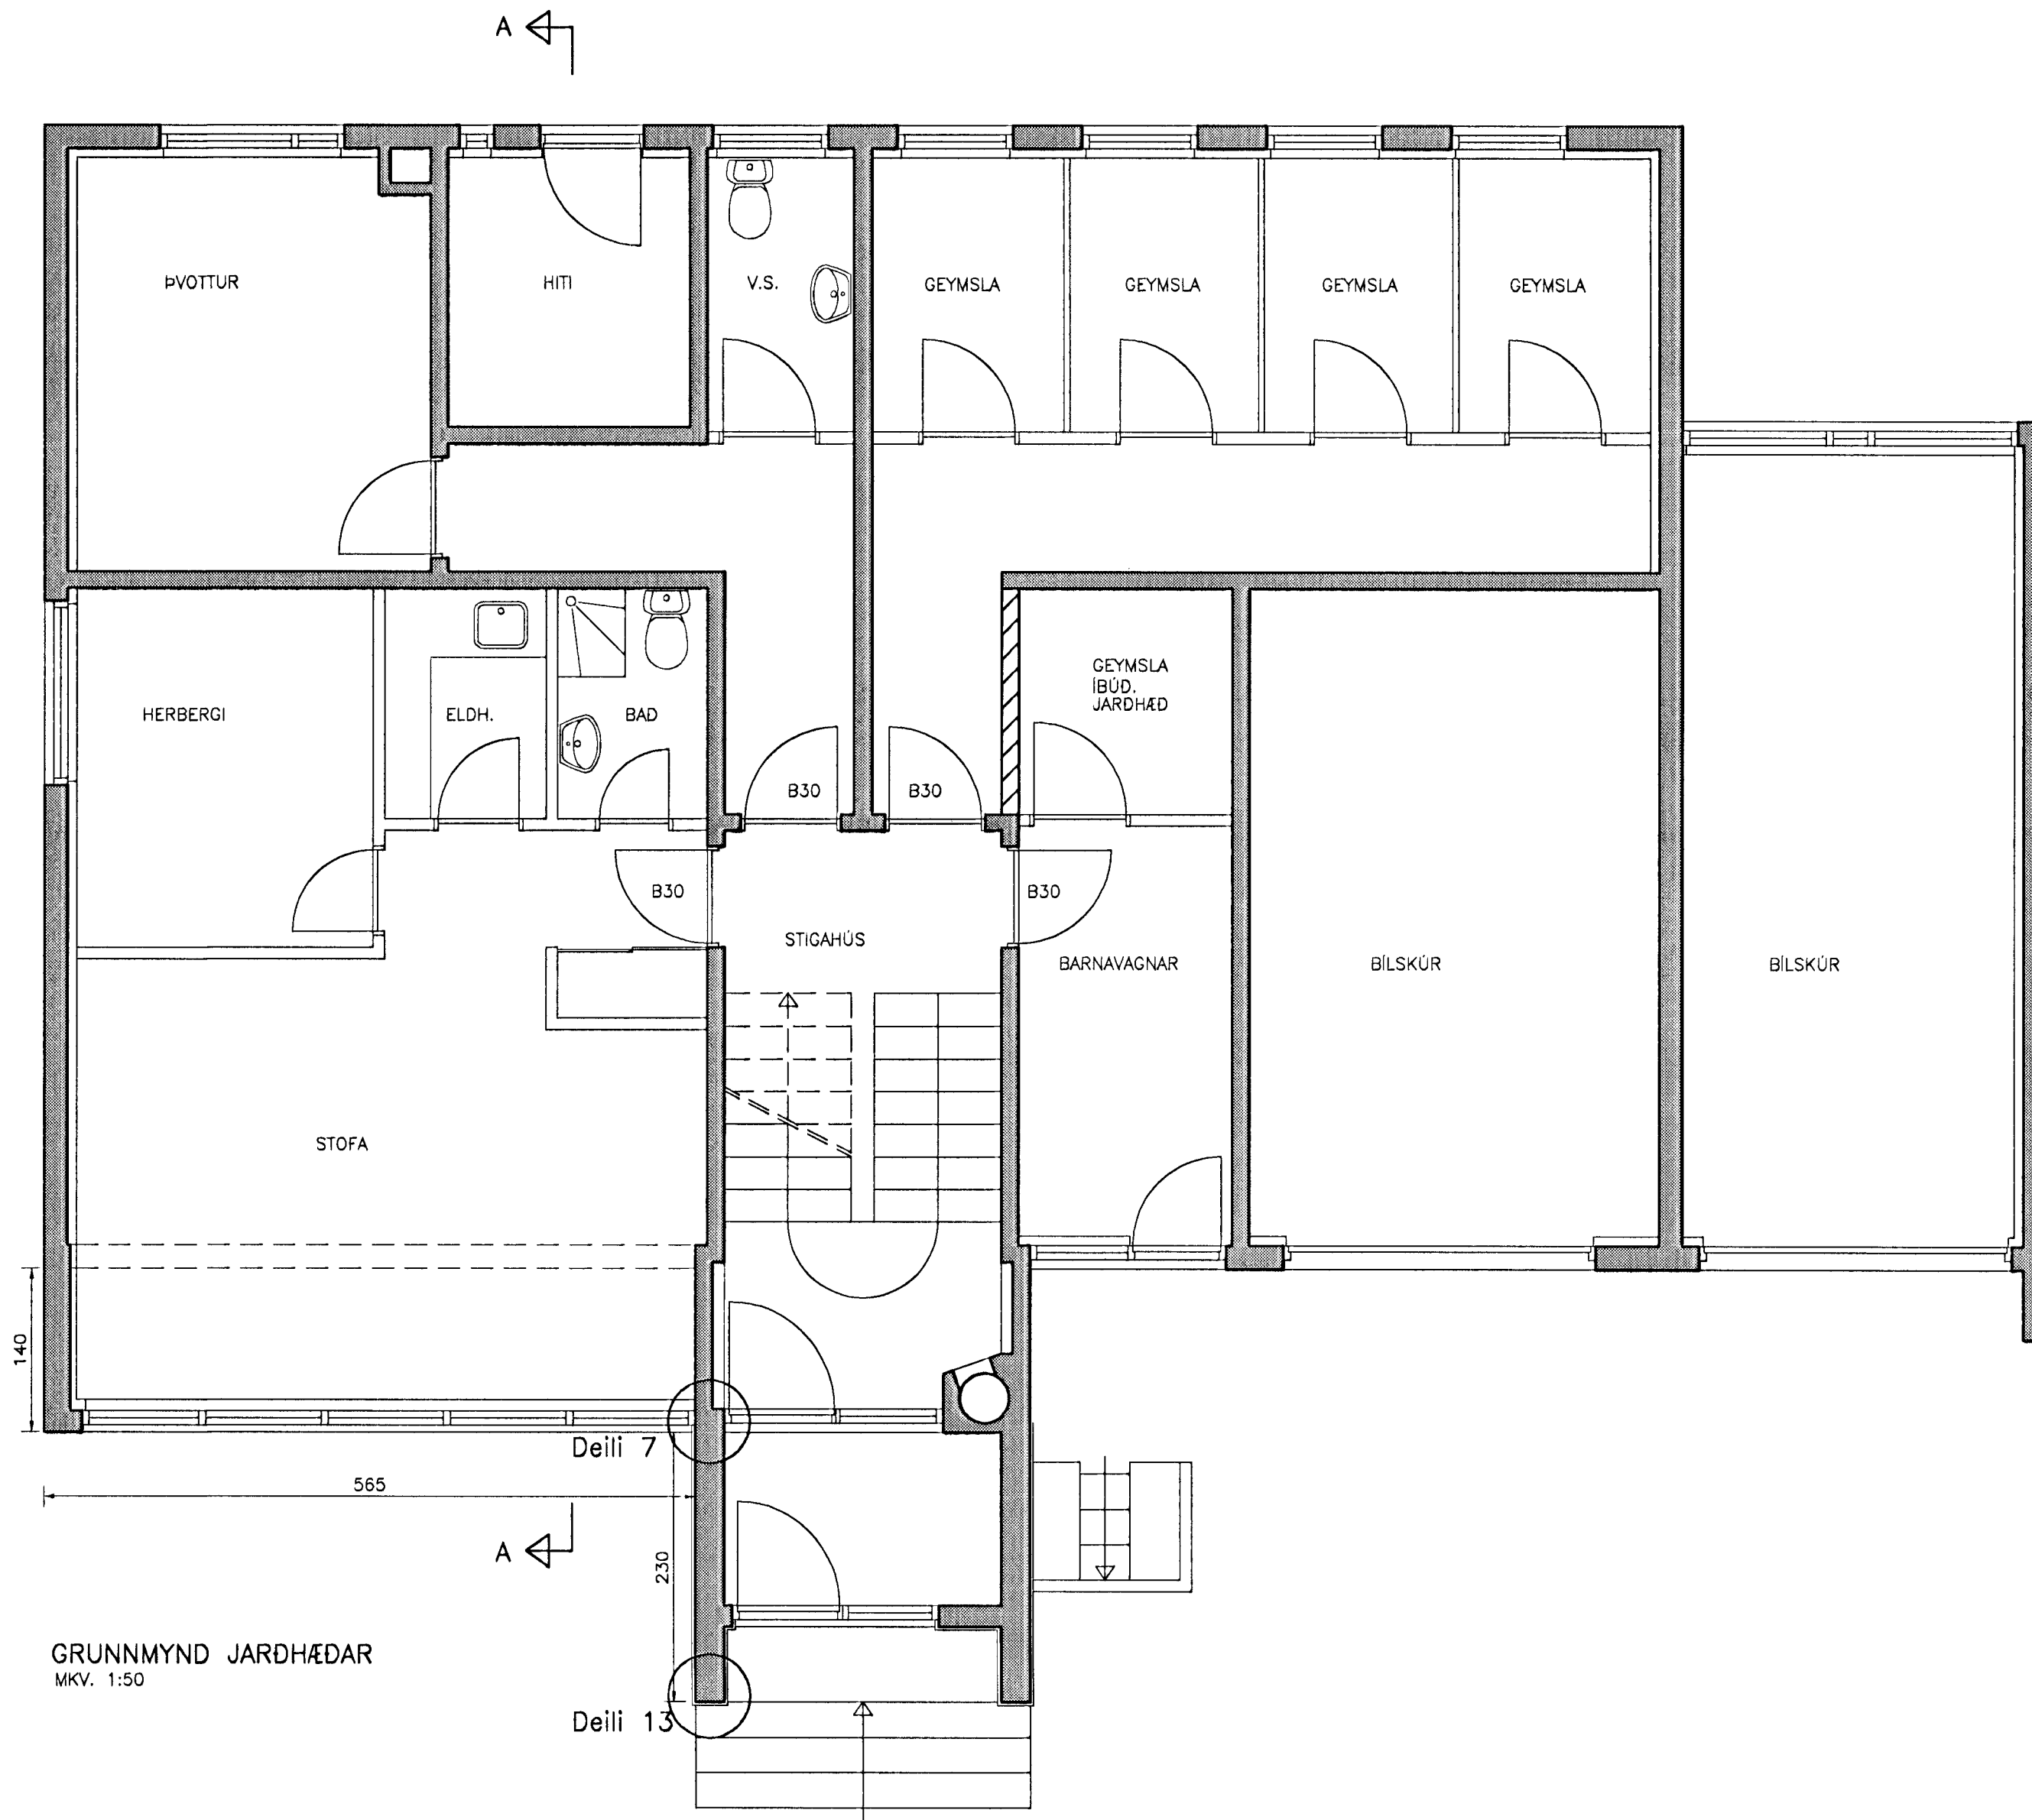 A
ÞVOTTUR
HITI
V.S.
GEYMSLA
GEYMSLA
GEYMSLA
GEYMSLA
HERBERGI
ELDH.
BAÐ
GEYMSLA
ÍBÚÐ.
JARÐHÆÐ
B30
B30
B30
B30
STIGAHÚS
BARNAVAGNAR
BÍLSKÚR
BÍLSKÚR
STOFA
140
Deili 7
565
A
230
GRUNNMYND JARÐHÆÐAR
MKV. 1:50
Deili 13